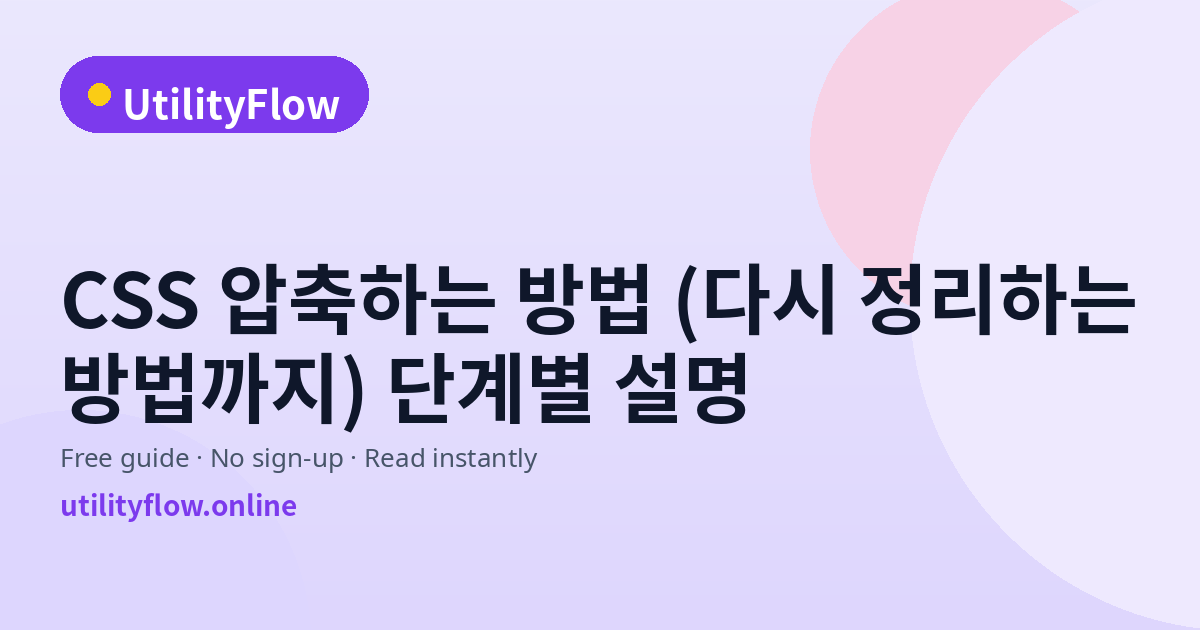 UtilityFlow
CSS 압축하는 방법 (다시 정리하는
방법까지) 단계별 설명
Free guide · No sign-up · Read instantly
utilityflow.online